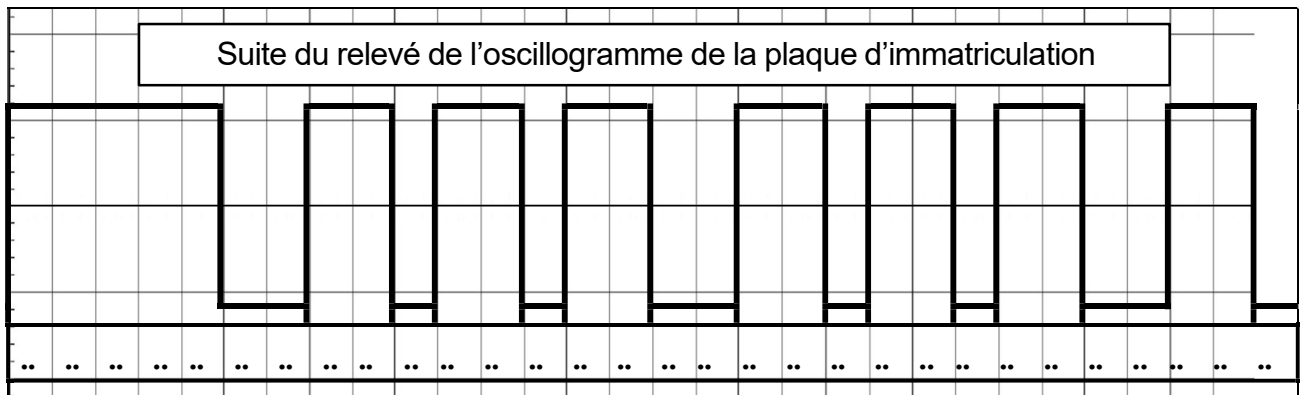 Suite du relevé de l’oscillogramme de la plaque d’immatriculation
.. .. .. .. .. .. .. .. .. .. .. .. .. .. .. .. .. .. .. .. .. .. .. .. .. .. .. .. ..